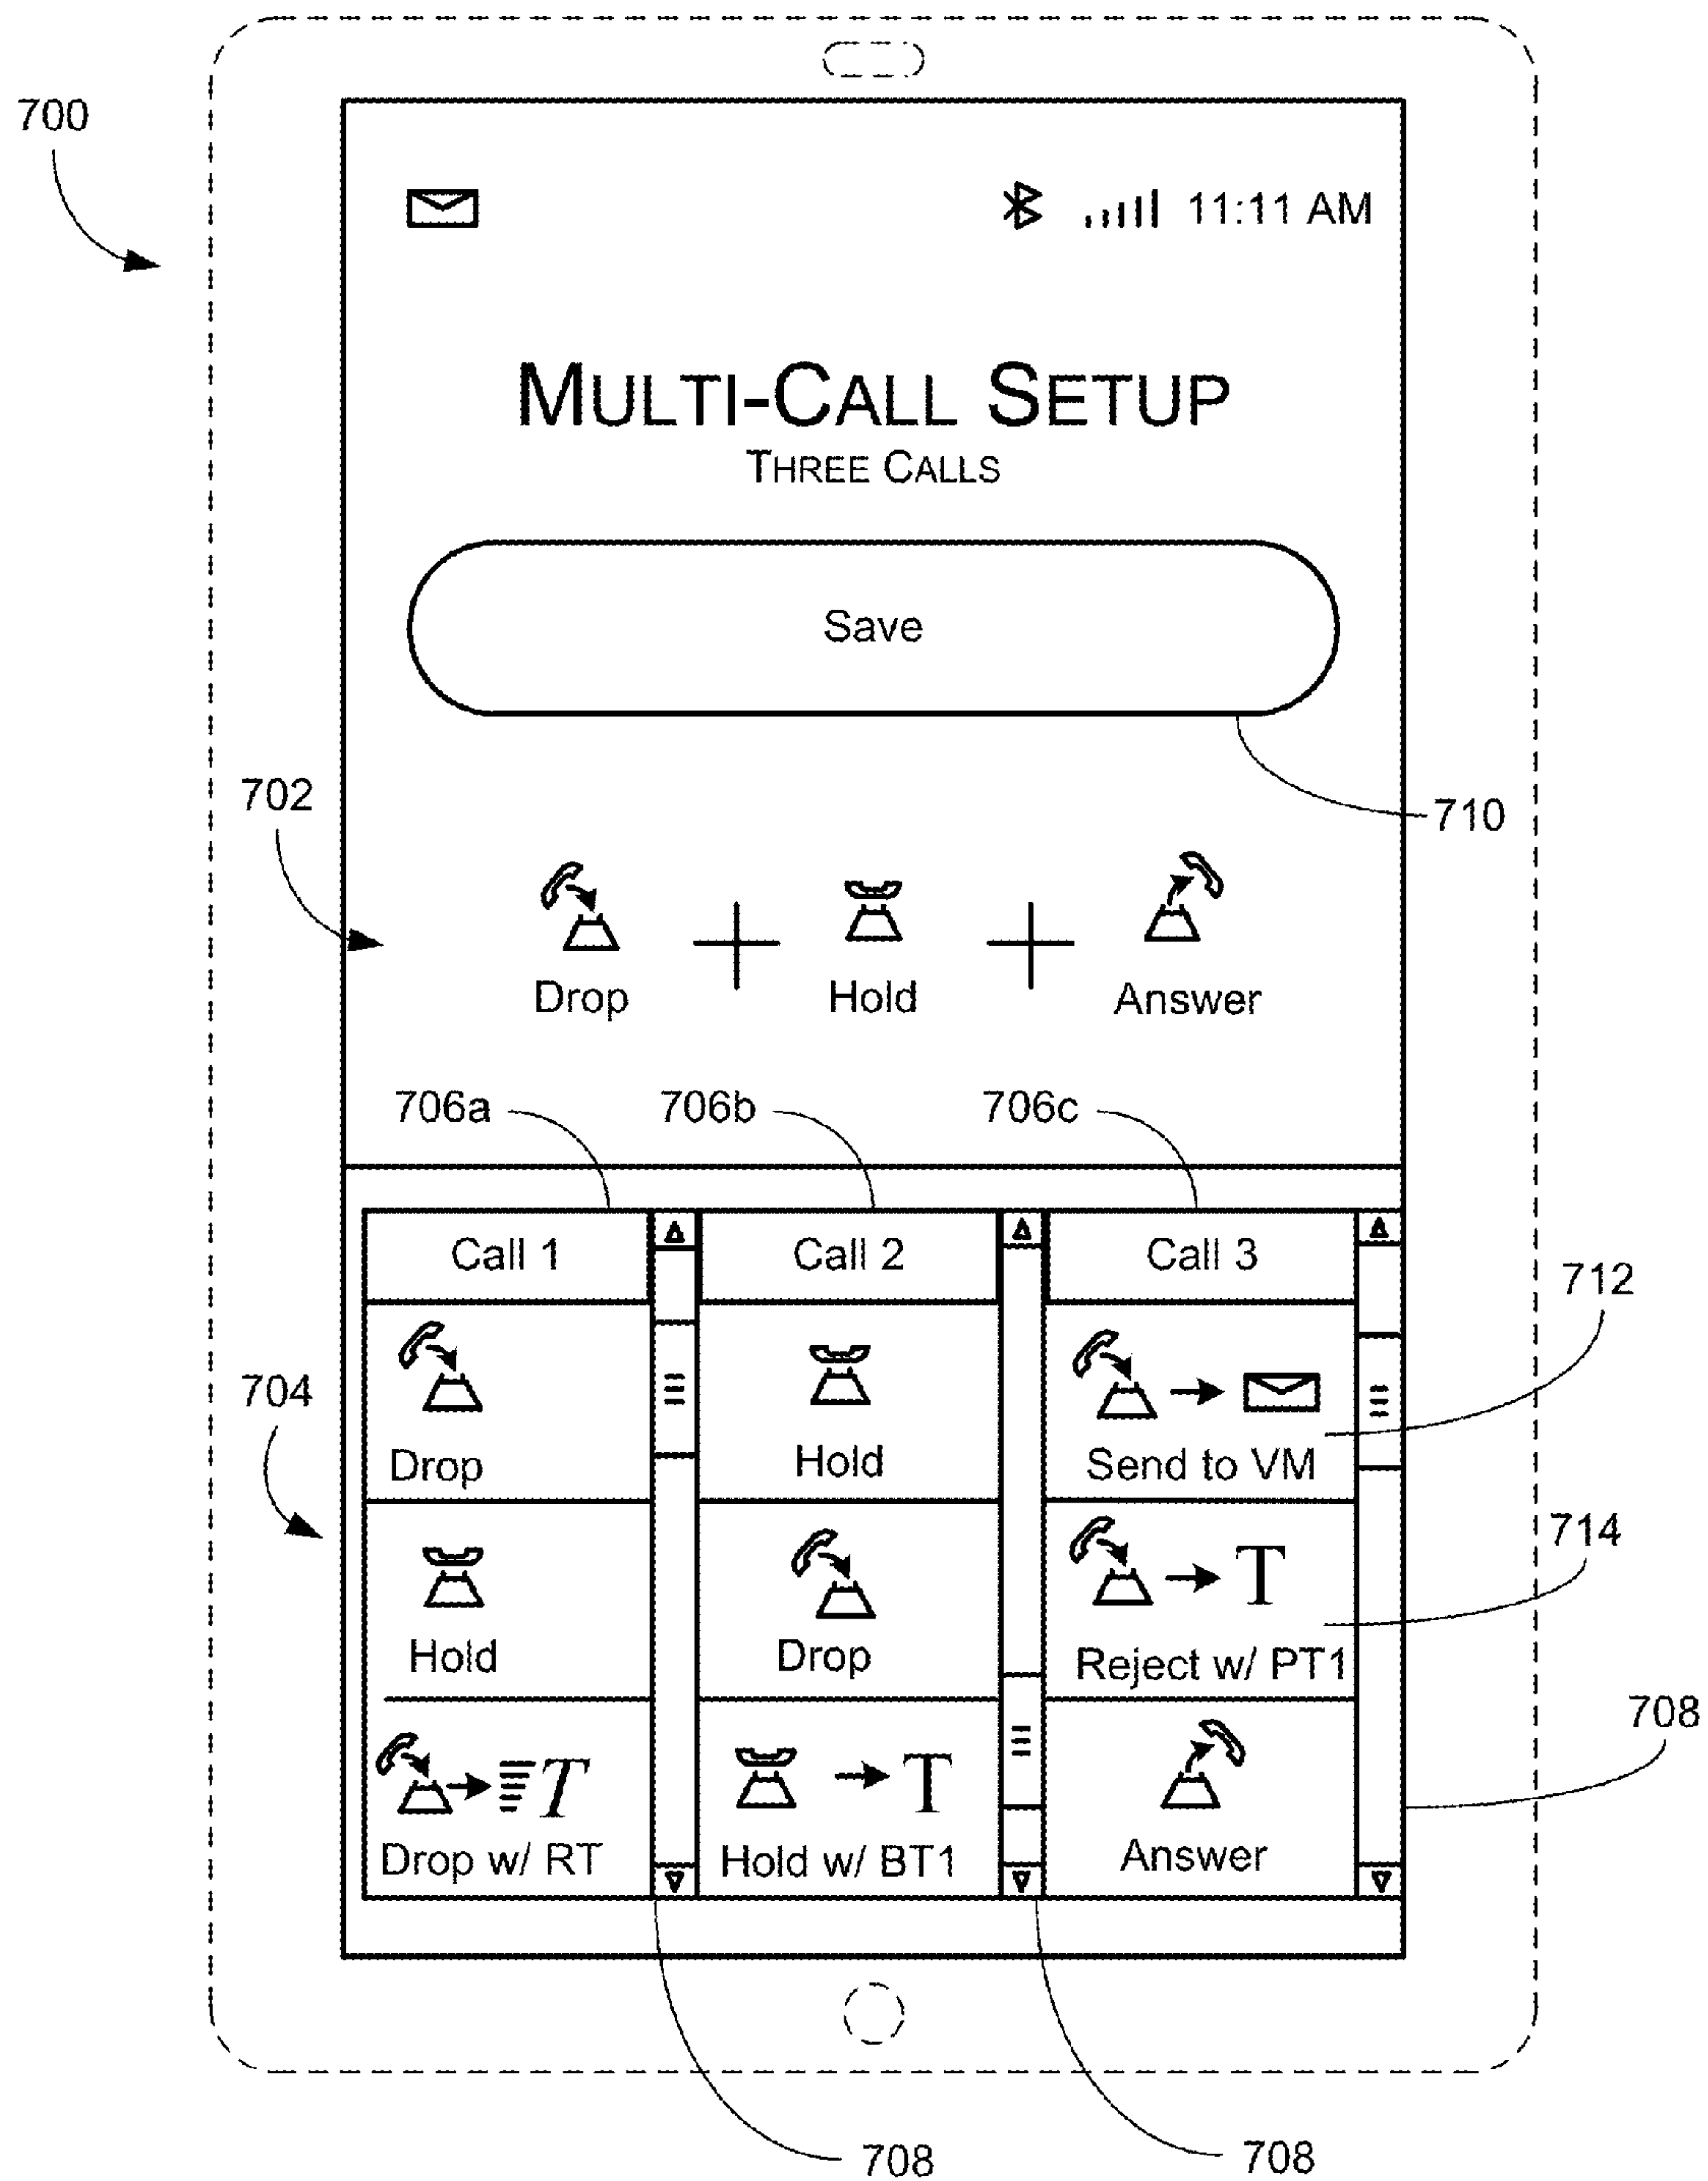 700
11:11 AM
MULTI-CALL SETUP
THREE CALLS
Save
702
710
Drop
Hold
Answer
706a
706b
706c
Call 1
Call 2
Call 3
712
704
Drop
Hold
Send to VM
T
714
Hold
Drop
Reject w/ PT1
708
T
T
Drop w/ RT
Hold w/ BT1
Answer
708
708